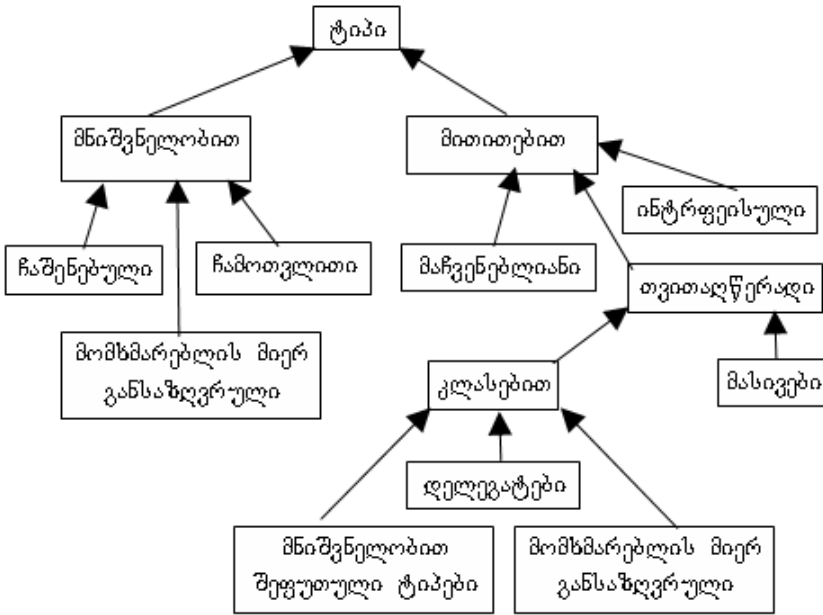 ტიპი
მნიშვნელობით
მითითებით
ინტრფეისული
ჩაშენებული
ჩამოთვლითი
მაჩვენებლიანი
თვითაღწერადი
მომხმარებლის მიერ
განსაზღვრული
კლასებით
მასივები
დელეგატები
მნიშვნელობით
შეფუთული ტიპები
მომხმარებლის მიერ
განსაზღვრული